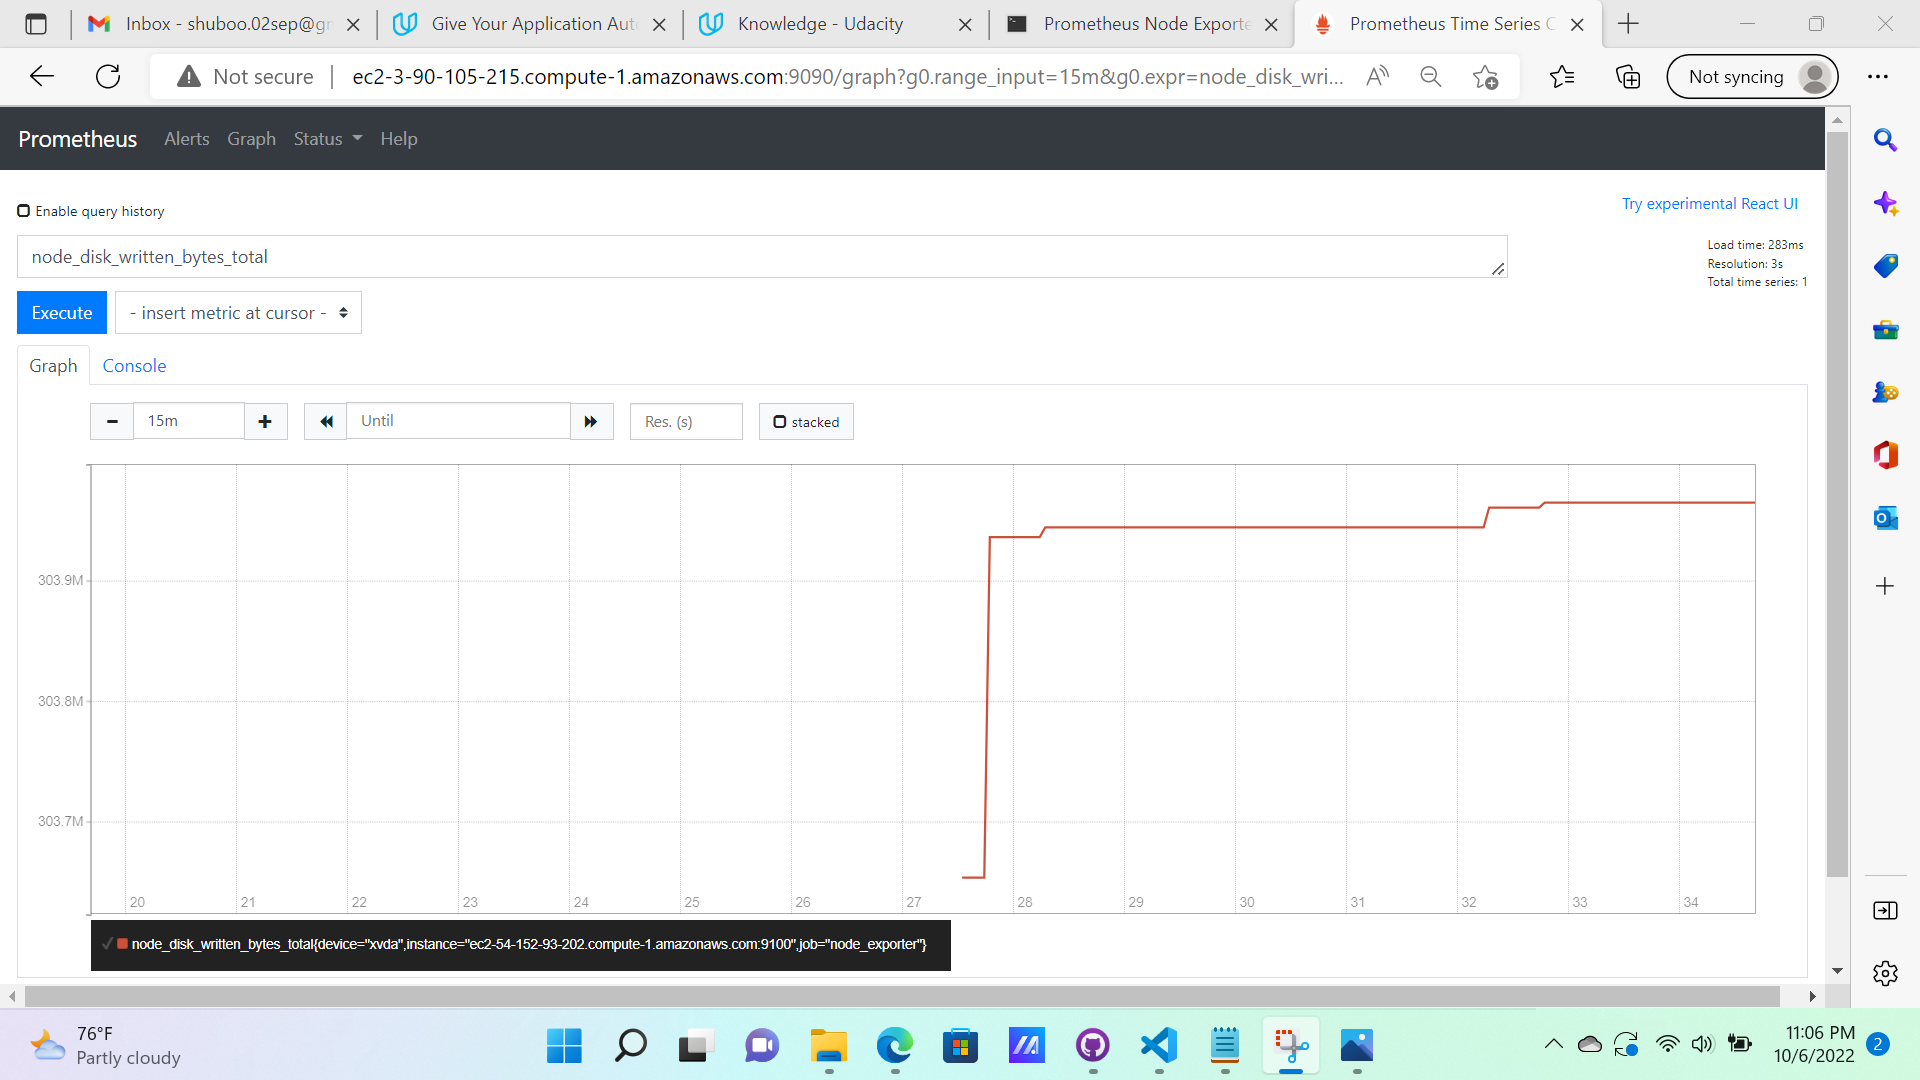 Inbox - shuboo.02sep@gm
Give Your Application Auto
Knowledge - Udacity
Prometheus Node Exporte
Prometheus Time Series C
Not secure
ec2-3-90-105-215.compute-1.amazonaws.com:9090/graph?g0.range_input=15m&g0.expr=node_disk_wri...
Not syncing
Prometheus Alerts Graph Status Help
Enable query history
Try experimental React UI
node_disk_written_bytes_total
Load time: 283ms
Resolution: 3s
Total time series: 1
Execute
- insert metric at cursor -
Graph
Console
15m
Until
Res. (s)
stacked
303.9M
303.8M
303.7M
20 21 22 23 24 25 26 27 28 29 30 31 32 33 34
node_disk_written_bytes_total{device="xvda",instance="ec2-54-152-93-202.compute-1.amazonaws.com:9100",job="node_exporter"}
76°F
Partly cloudy
11:06 PM
10/6/2022
2